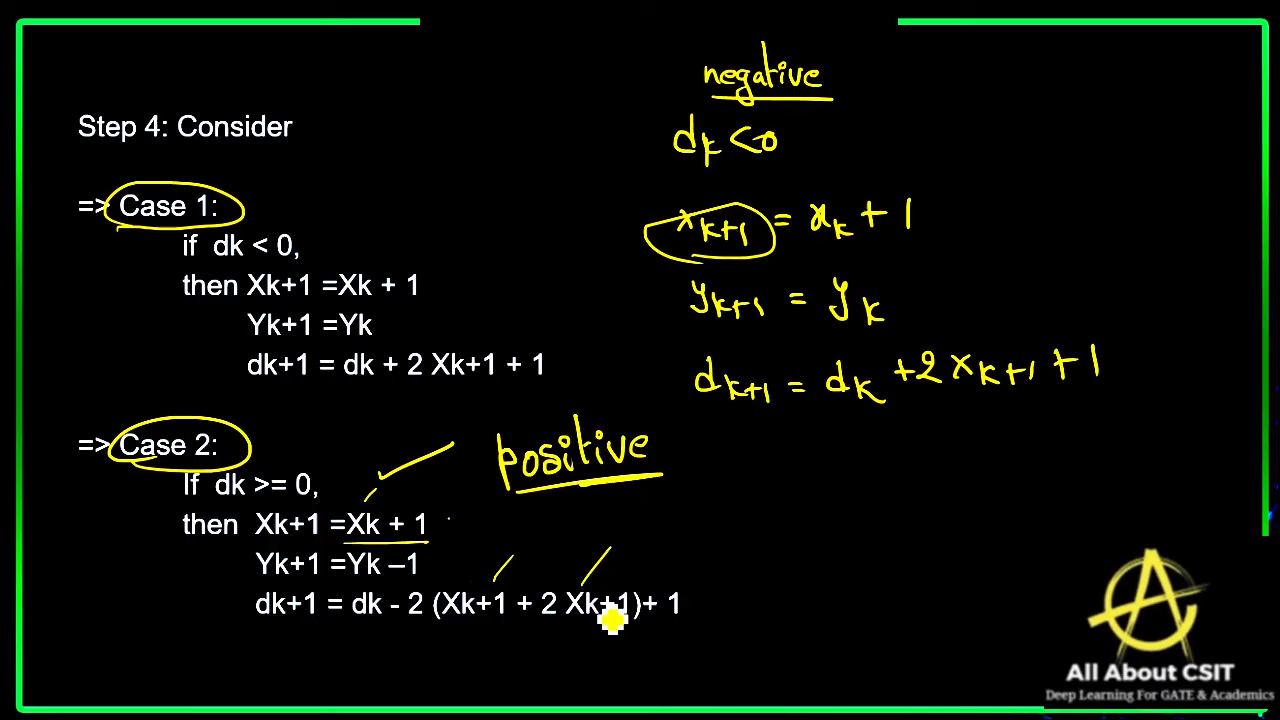 Step 4: Consider
=> Case 1:
if dk < 0,
then Xk+1 =Xk + 1
Yk+1 =Yk
dk+1 = dk + 2 Xk+1 + 1
=> Case 2:
If dk >= 0,
then Xk+1 =Xk + 1
Yk+1 =Yk –1
dk+1 = dk - 2 (Xk+1 + 2 Xk+1)+ 1
negative
dk <0
xk+1 = xk + 1
yk+1 = yk
dk+1 = dk +2xk+1 + 1
positive
All About CSIT
Deep Learning For GATE & Academics